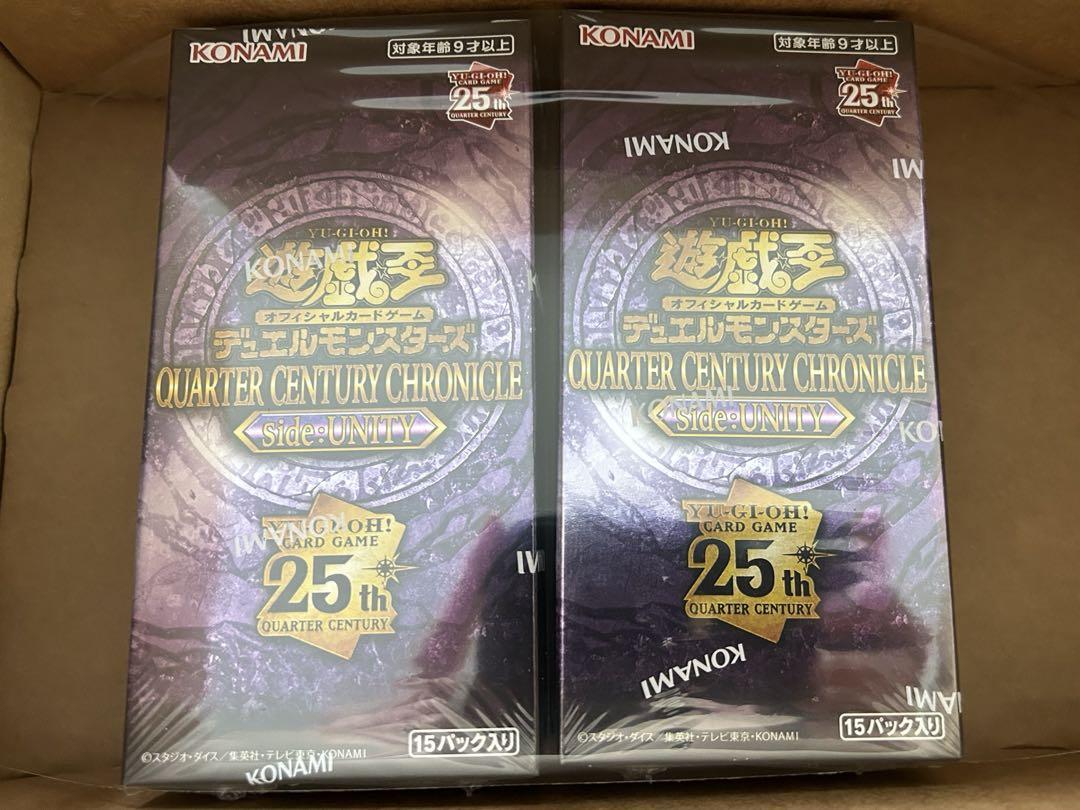 KONAMI
対象年齢9才以上
YU-GI-OH!
CARD GAME
25th
QUARTER CENTURY
YU-GI-OH!
遊戯王
オフィシャルカードゲーム
デュエルモンスターズ
QUARTER CENTURY CHRONICLE
side:UNITY
YU-GI-OH!
CARD GAME
25th
QUARTER CENTURY
15パック入り
©スタジオ・ダイス/集英社・テレビ東京・KONAMI
KONAMI
KONAMI
KONAMI
KONAMI
対象年齢9才以上
YU-GI-OH!
CARD GAME
25th
QUARTER CENTURY
KONAMI
YU-GI-OH!
遊戯王
オフィシャルカードゲーム
デュエルモンスターズ
QUARTER CENTURY CHRONICLE
side:UNITY
KONAMI
YU-GI-OH!
CARD GAME
25th
QUARTER CENTURY
KONAMI
15パック入り
©スタジオ・ダイス/集英社・テレビ東京・KONAMI